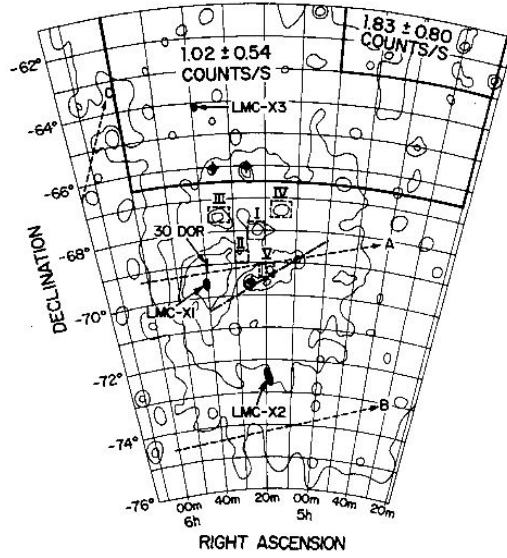 1.83 ± 0.80
COUNTS/S
1.02 ± 0.54
COUNTS/S
-62°
LMC-X3
-64°
-66°
III
IV
I
30 DOR
A
II
V
-68°
DECLINATION
LMC-X1
-70°
-72°
LMC-X2
B
-74°
-76°
00m
40m
20m
00m
40m
20m
6h
5h
RIGHT ASCENSION